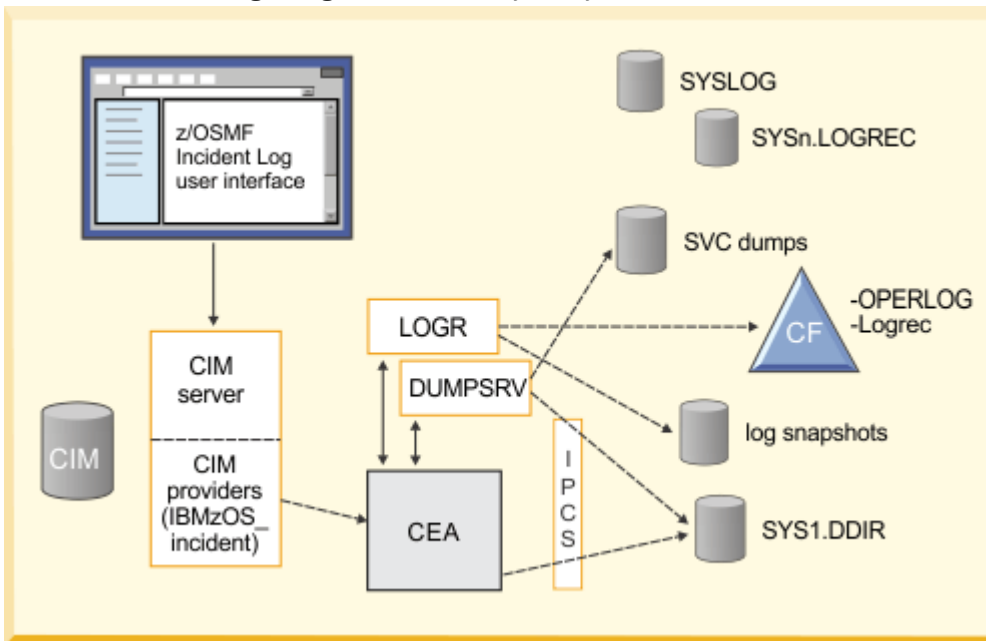 z/OSMF
Incident Log
user interface
SYSLOG
SYSn.LOGREC
SVC dumps
-OPERLOG
-Logrec
CF
LOGR
DUMPSRV
CIM
server
CIM
CIM
providers
(IBMzOS_
incident)
CEA
I
P
C
S
log snapshots
SYS1.DDIR